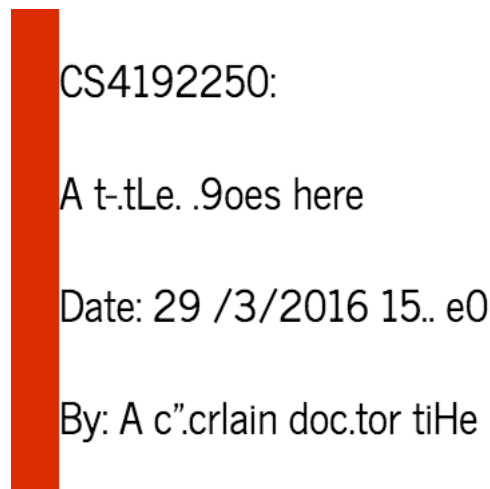 CS4192250:
A t-.tLe. .9oes here
Date: 29 /3/2016 15.. e0
By: A c”.crlain doc.tor tiHe